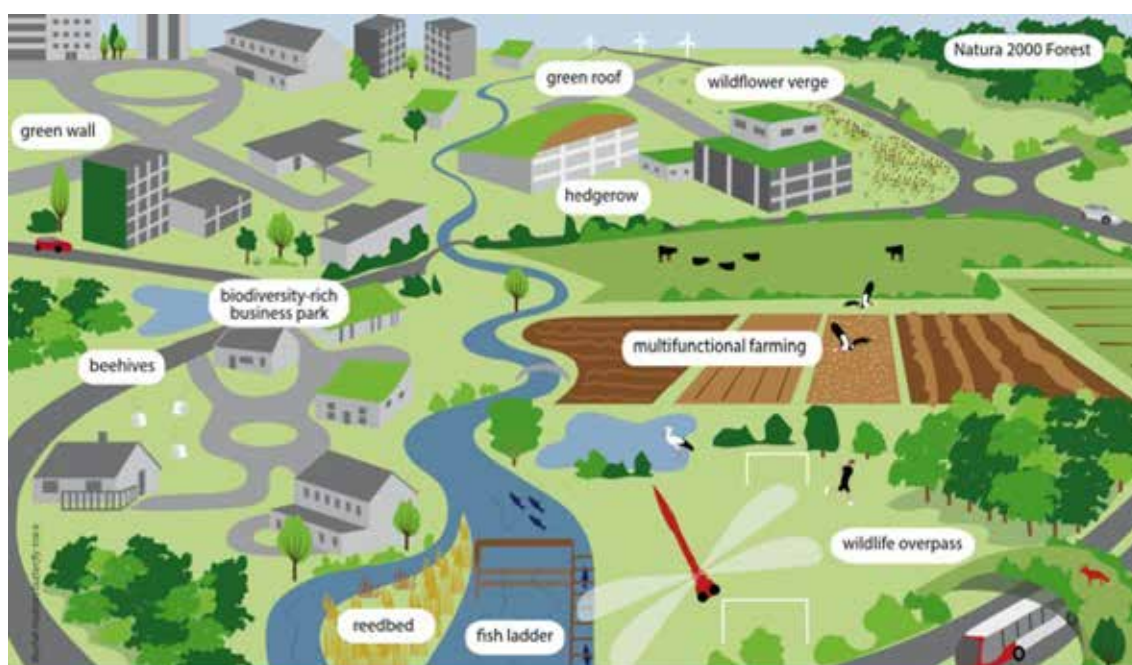 Natura 2000 Forest
green roof
wildflower verge
green wall
hedgerow
biodiversity-rich
business park
multifunctional farming
beehives
wildlife overpass
reedbed
fish ladder